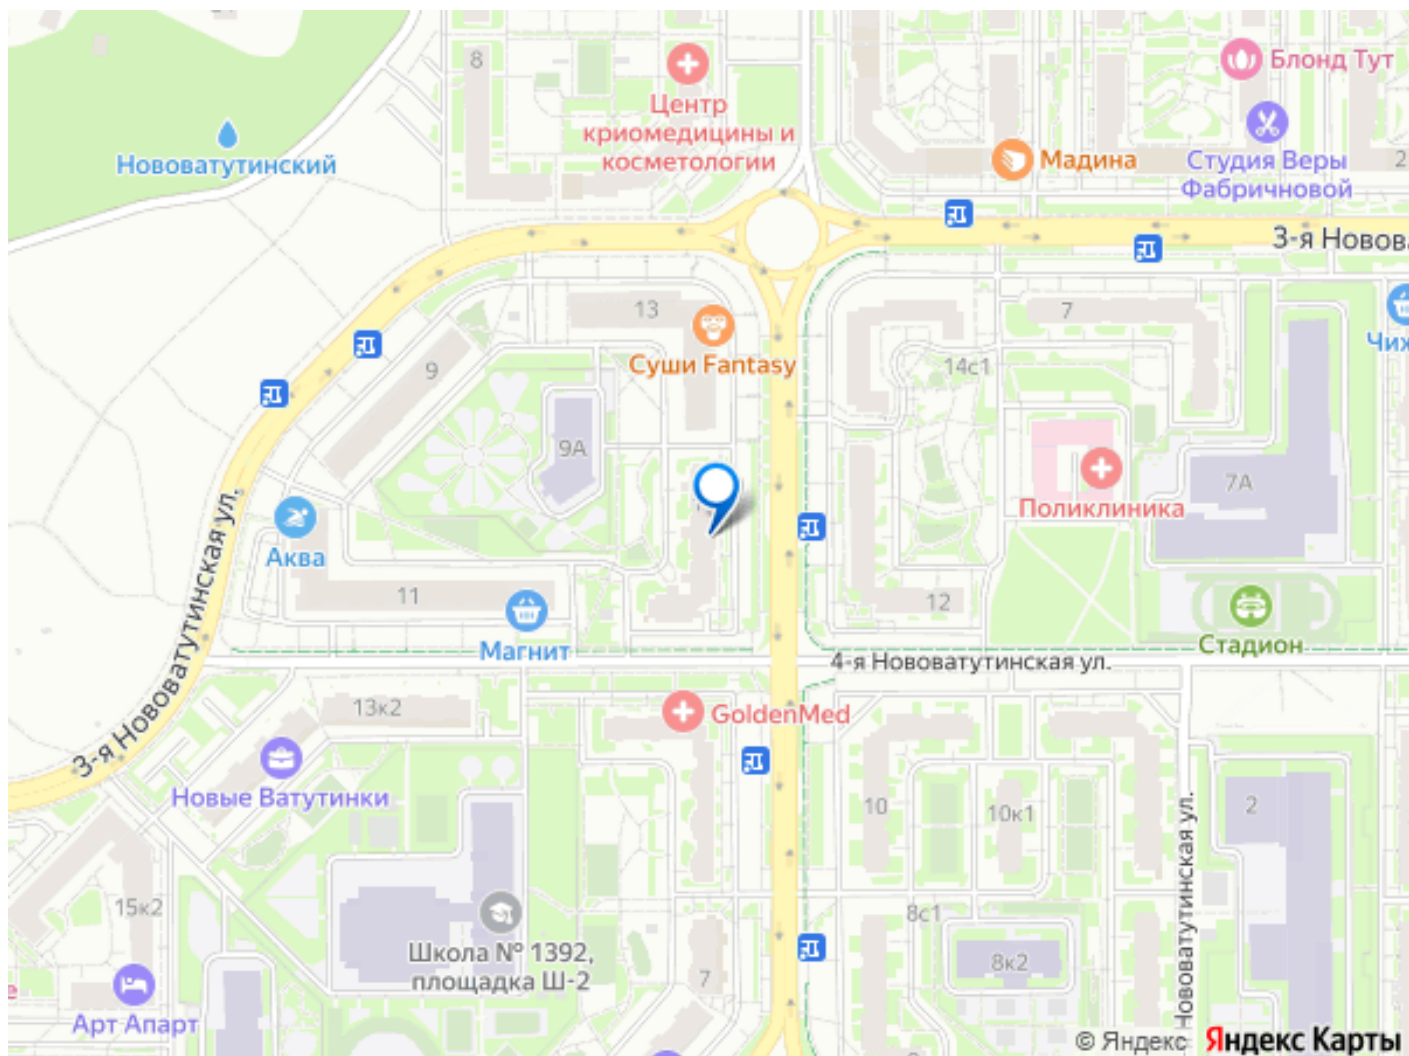 8
Блонд Тут
Центр
криомедицины и
косметологии
Нововатутинский
Мадина
Студия Веры
Фабричновой
2
3-я Новова
13
7
Суши Fantasy
9
14с1
Чиж
9А
7А
Поликлиника
Аква
11
12
Магнит
Стадион
4-я Нововатутинская ул.
3-я Нововатутинская ул.
13к2
GoldenMed
Новые Ватутинки
10
10к1
2
Нововатутинская ул.
15к2
8с1
Школа № 1392,
площадка Ш-2
7
8к2
е
Арт Апарт
© Яндекс Яндекс Карты